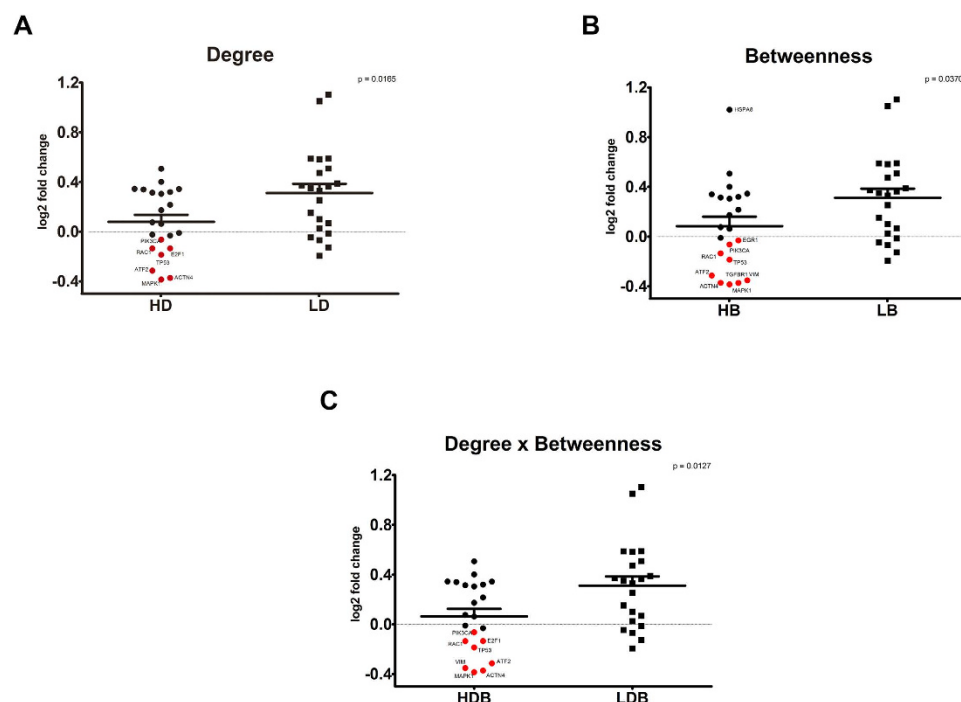 A
Degree
p = 0.0165
log2 fold change
1.2
0.8
0.4
0.0
-0.4
PIK3CA
RAC1
E2F1
TP53
ATF2
ACTN4
MAPK
HD
LD
B
Betweenness
p = 0.0370
log2 fold change
1.2
0.8
0.4
0.0
-0.4
HSPA8
EGR1
PIK3CA
RAC1
TP53
ATF2
TGFBR1 VIM
ACTN4
MAPK1
HB
LB
C
Degree x Betweenness
p = 0.0127
log2 fold change
1.2
0.8
0.4
0.0
-0.4
PIK3CA
RAC1
E2F1
TP53
VIM
ATF2
MAPK1
ACTN4
HDB
LDB